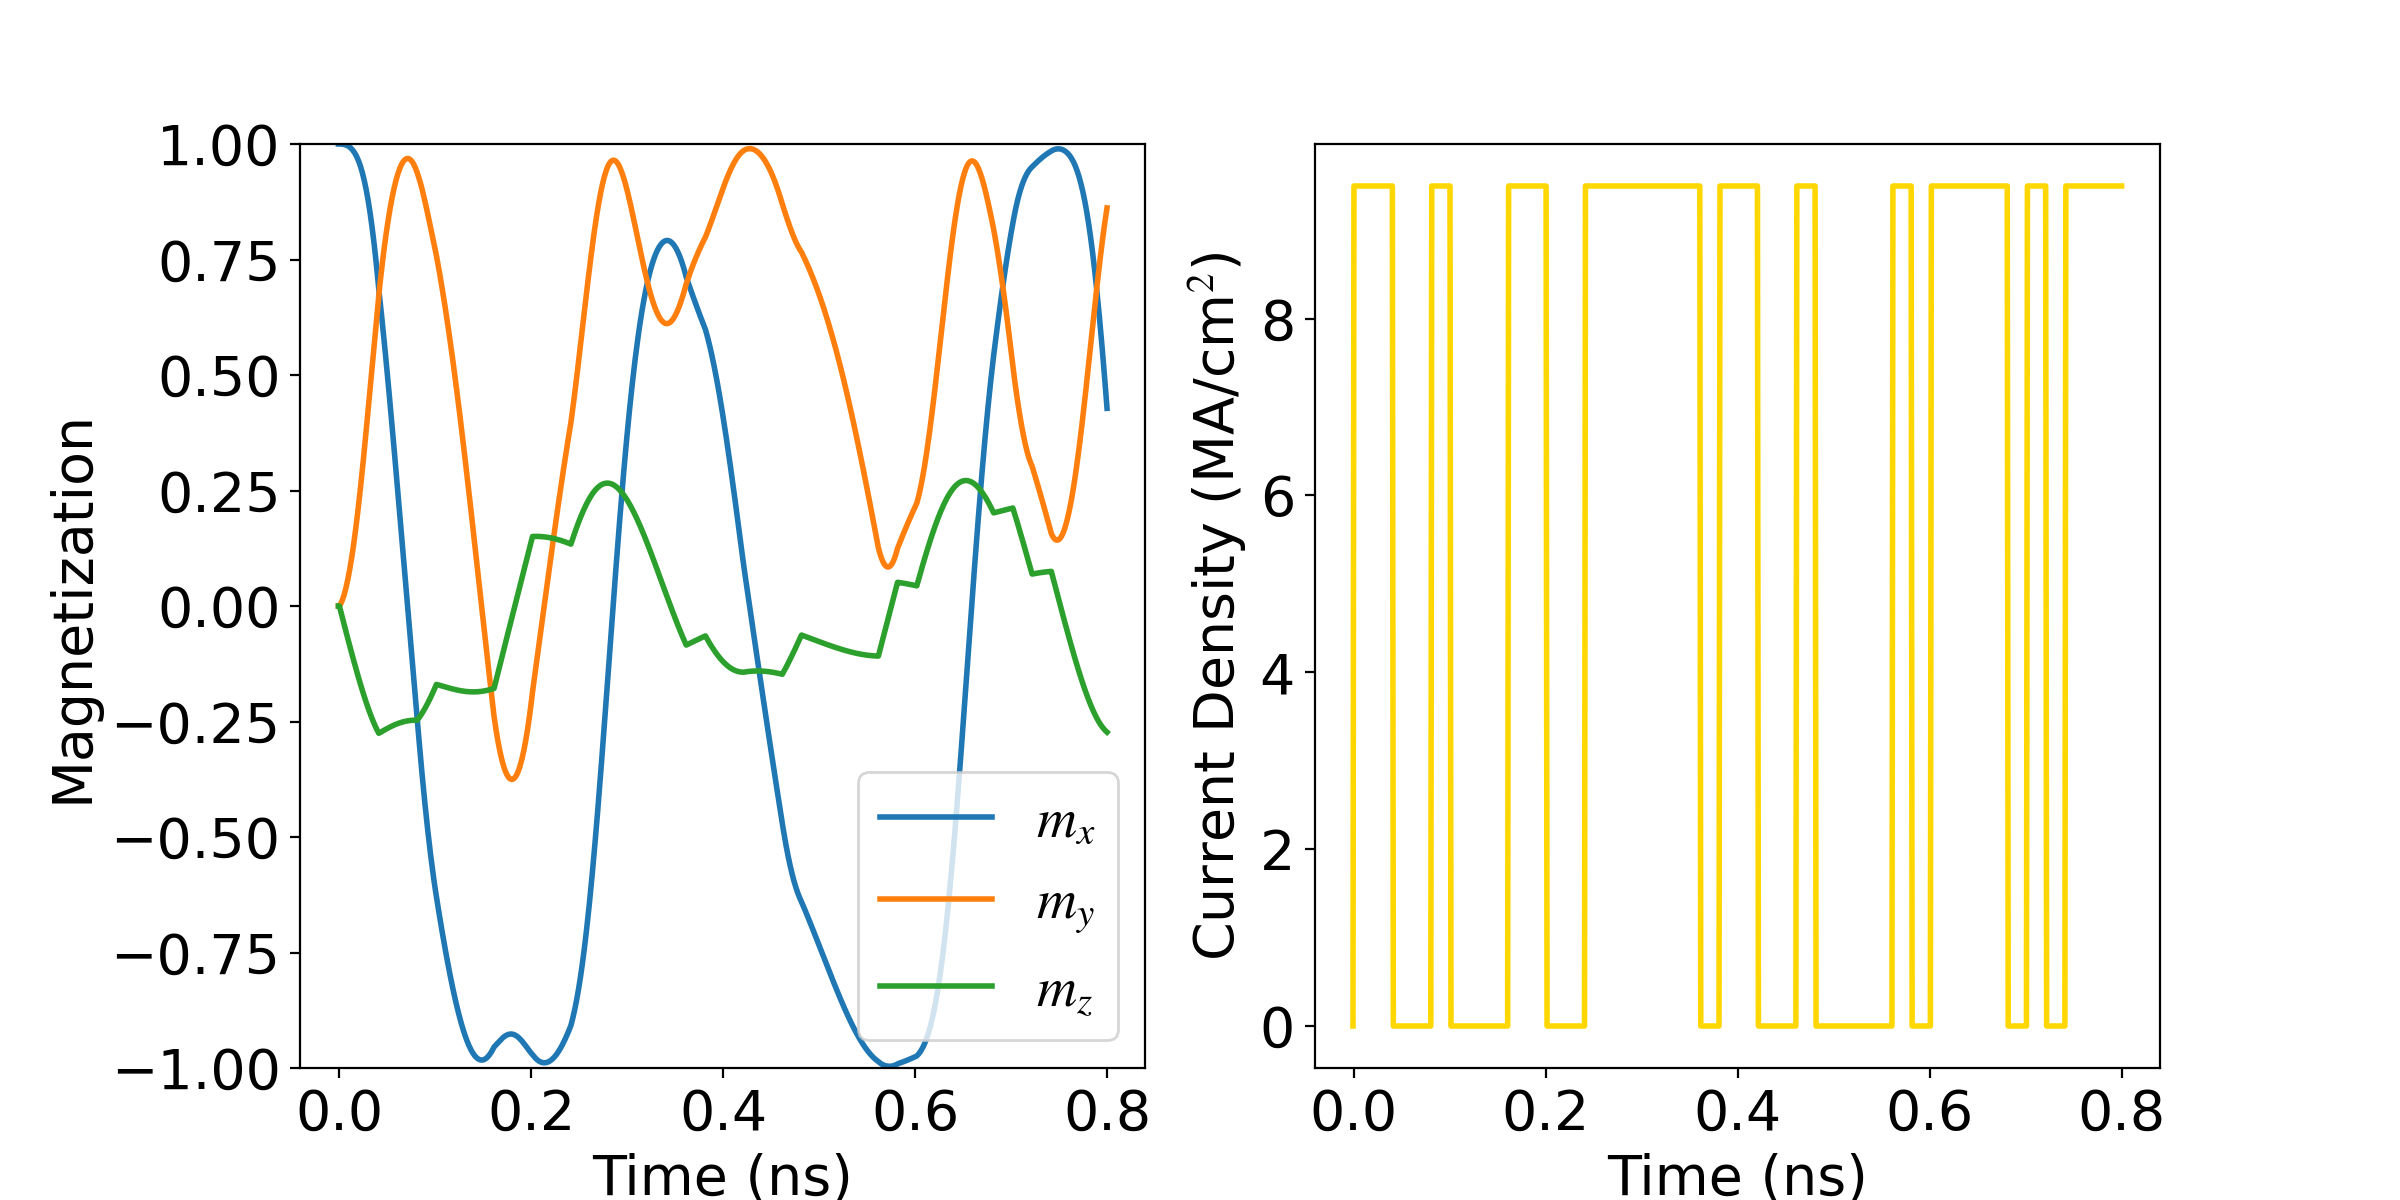 Magnetization
1.00
0.75
0.50
0.25
0.00
−0.25
−0.50
−0.75
−1.00
0.0 0.2 0.4 0.6 0.8
Time (ns)
mₓ
m_y
m_z
Current Density (MA/cm²)
8
6
4
2
0
0.0 0.2 0.4 0.6 0.8
Time (ns)